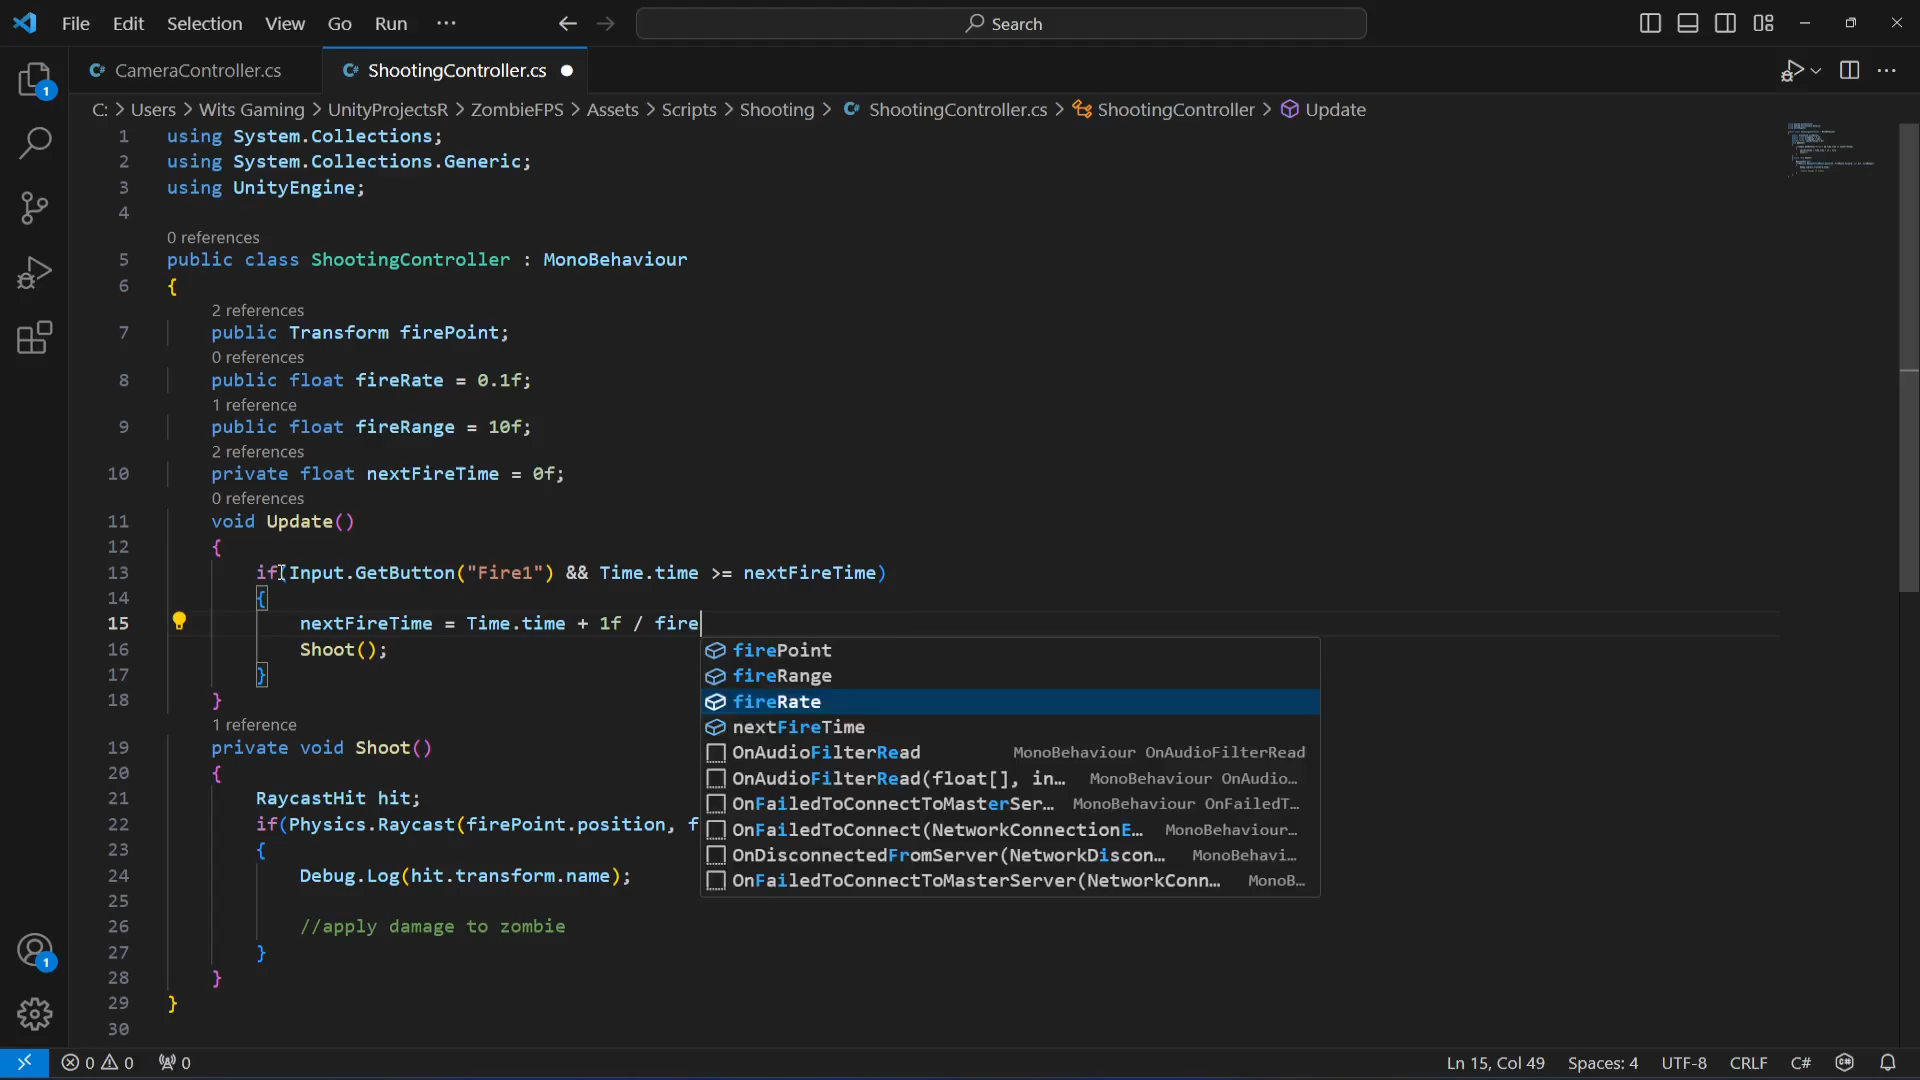 File Edit Selection View Go Run ··· Search
CameraController.cs ShootingController.cs
C: > Users > Wits Gaming > UnityProjectsR > ZombieFPS > Assets > Scripts > Shooting > ShootingController.cs > ShootingController > Update
1 using System.Collections;
2 using System.Collections.Generic;
3 using UnityEngine;
4
0 references
5 public class ShootingController : MonoBehaviour
6 {
2 references
7 public Transform firePoint;
0 references
8 public float fireRate = 0.1f;
1 reference
9 public float fireRange = 10f;
2 references
10 private float nextFireTime = 0f;
0 references
11 void Update()
12 {
13 if(Input.GetButton("Fire1") && Time.time >= nextFireTime)
14 {
15 nextFireTime = Time.time + 1f / fire
16 Shoot();
17 }
18 }
1 reference
19 private void Shoot()
20 {
21 RaycastHit hit;
22 if(Physics.Raycast(firePoint.position, f
23 {
24 Debug.Log(hit.transform.name);
25
26 //apply damage to zombie
27 }
28 }
29 }
30
firePoint
fireRange
fireRate
nextFireTime
OnAudioFilterRead MonoBehaviour OnAudioFilterRead
OnAudioFilterRead(float[], in… MonoBehaviour OnAudio…
OnFailedToConnectToMasterSer… MonoBehaviour OnFailedT…
OnFailedToConnect(NetworkConnectionE… MonoBehaviour…
OnDisconnectedFromServer(NetworkDiscon… MonoBehavi…
OnFailedToConnectToMasterServer(NetworkConn… MonoB…
1
1
0 0 0 Ln 15, Col 49 Spaces: 4 UTF-8 CRLF C#